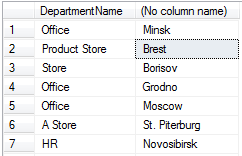 DepartmentName (No column name)
1 Office Minsk
2 Product Store Brest
3 Store Borisov
4 Office Grodno
5 Office Moscow
6 A Store St. Piterburg
7 HR Novosibirsk